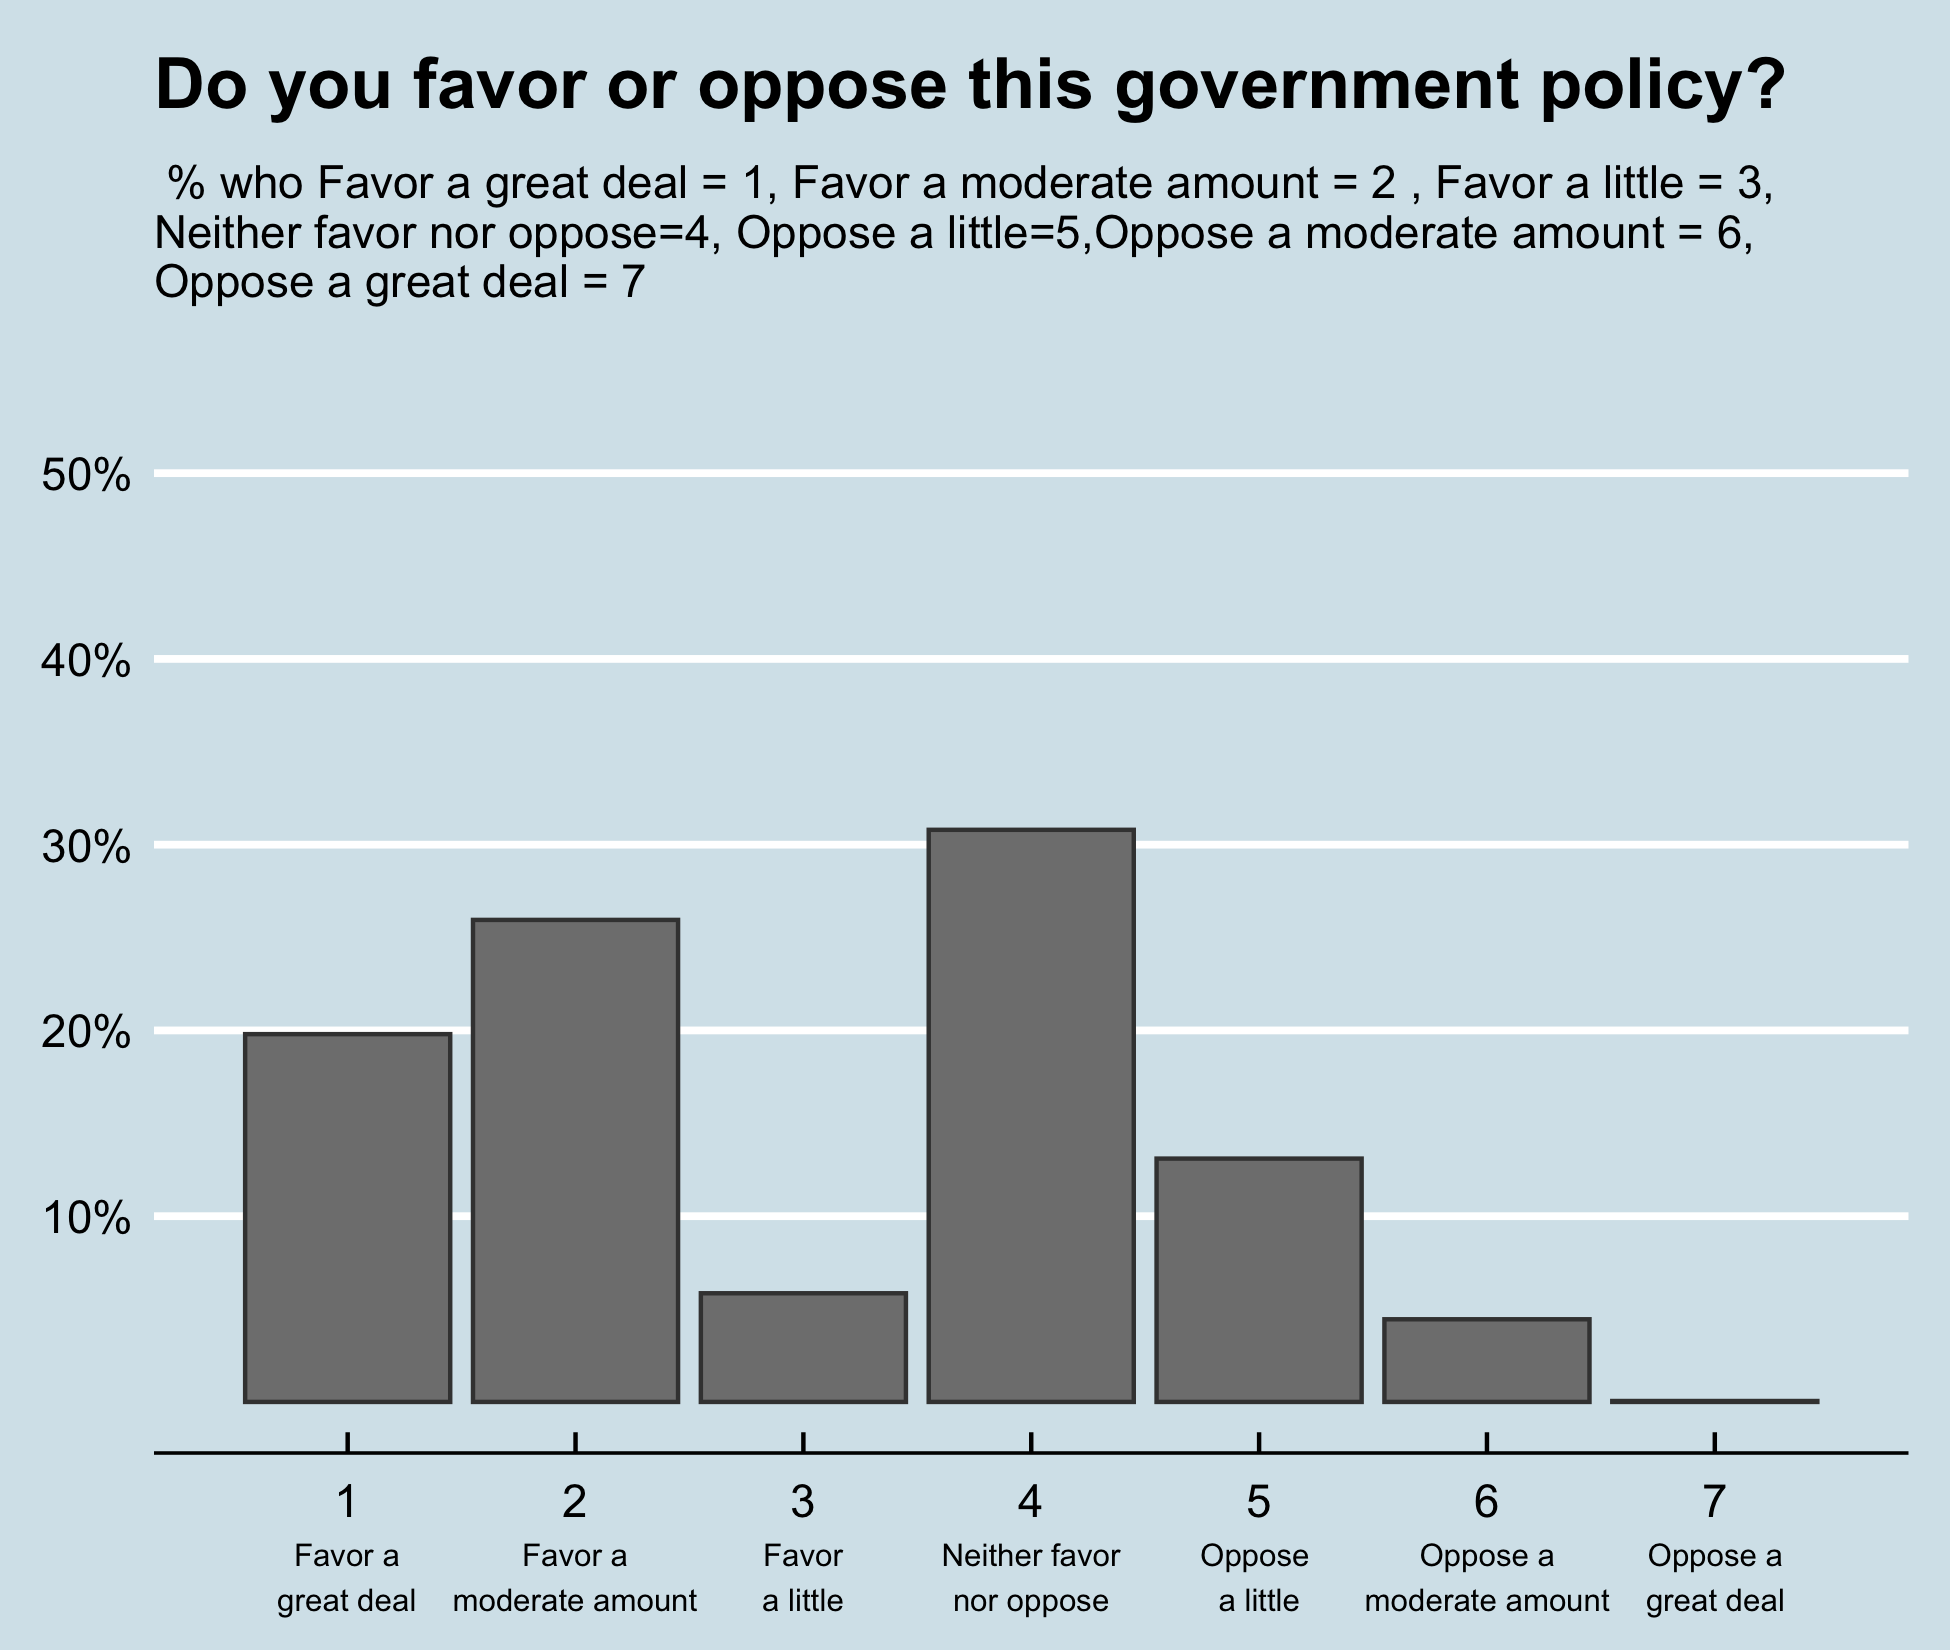 Do you favor or oppose this government policy?
% who Favor a great deal = 1, Favor a moderate amount = 2 , Favor a little = 3,
Neither favor nor oppose=4, Oppose a little=5,Oppose a moderate amount = 6,
Oppose a great deal = 7
50%
40%
30%
20%
10%
1 2 3 4 5 6 7
Favor a Favor a Favor Neither favor Oppose Oppose a Oppose a
great deal moderate amount a little nor oppose a little moderate amount great deal